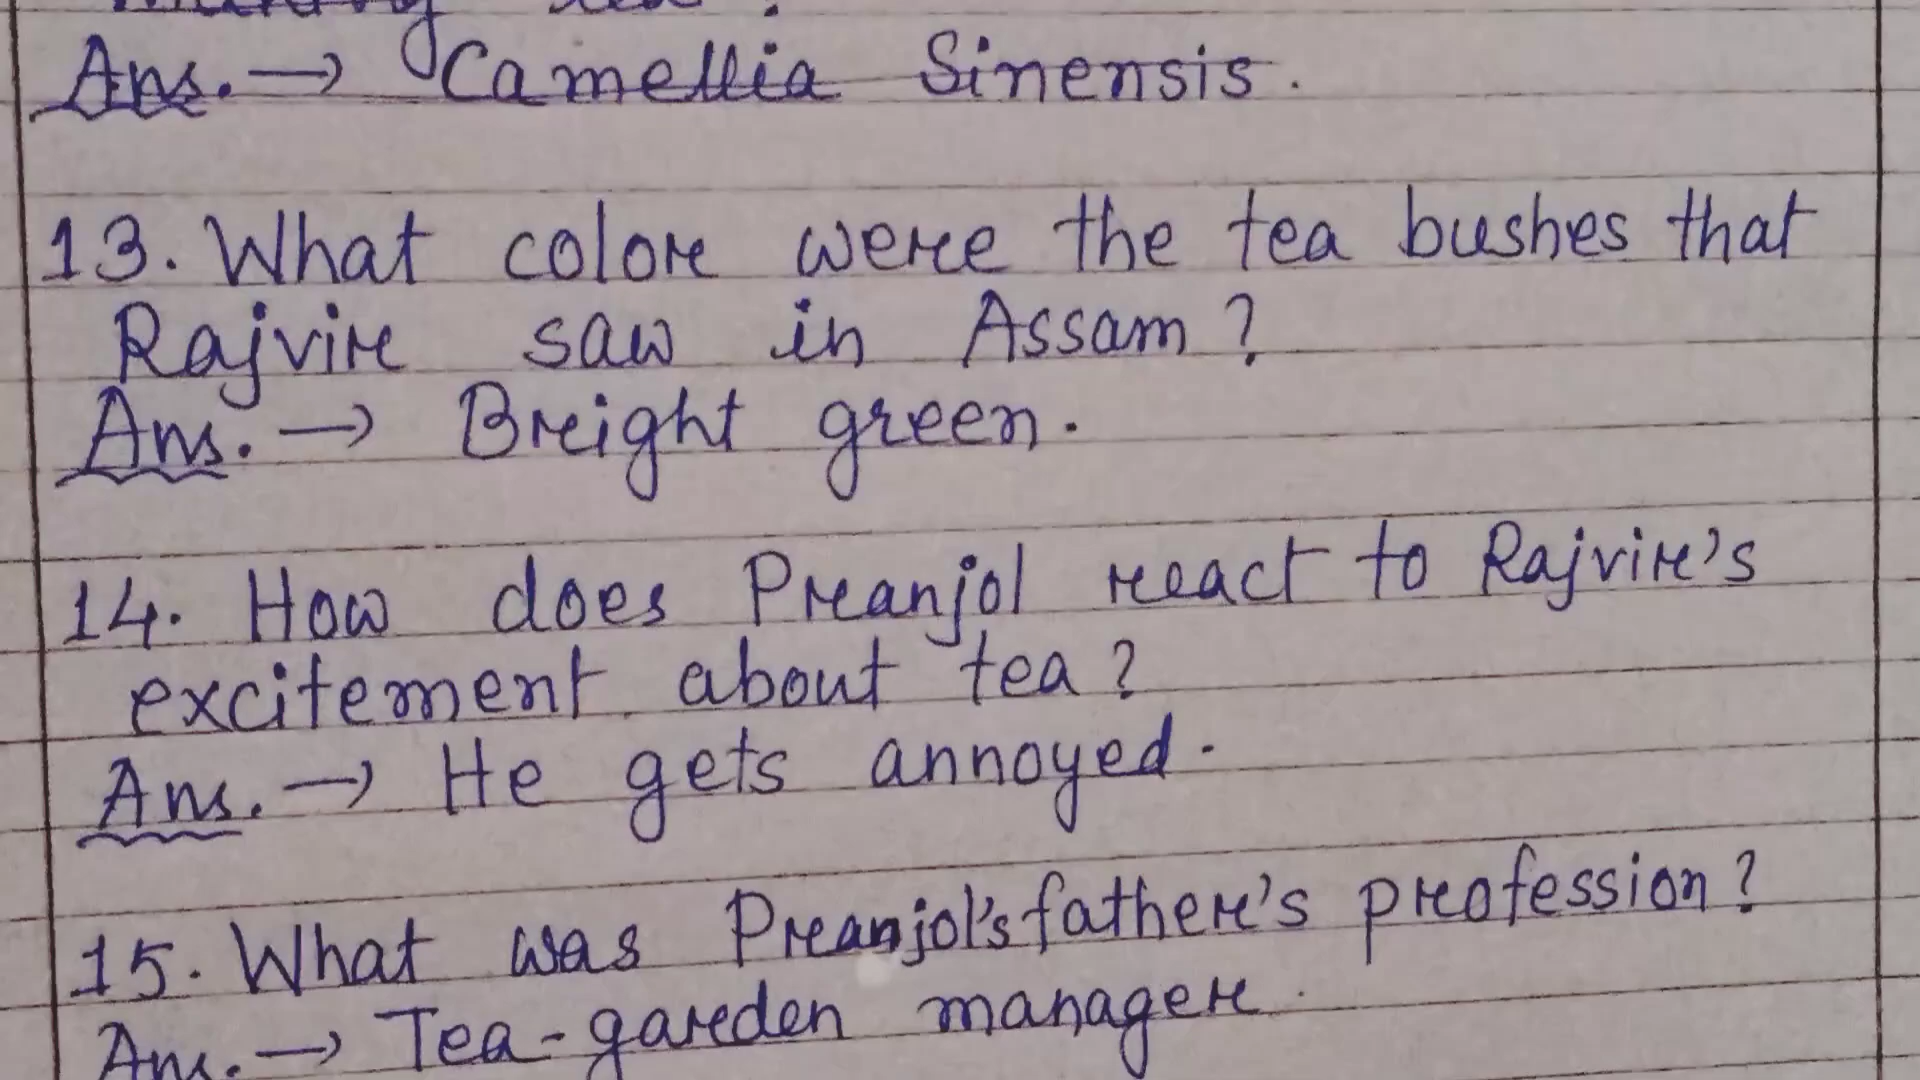 Ans. → Camellia Sinensis.
13. What color were the tea bushes that
Rajvir saw in Assam?
Ans. → Bright green.
14. How does Pranjol react to Rajvir's
excitement about tea?
Ans. → He gets annoyed.
15. What was Pranjol's father's profession?
Ans. → Tea-garden manager.